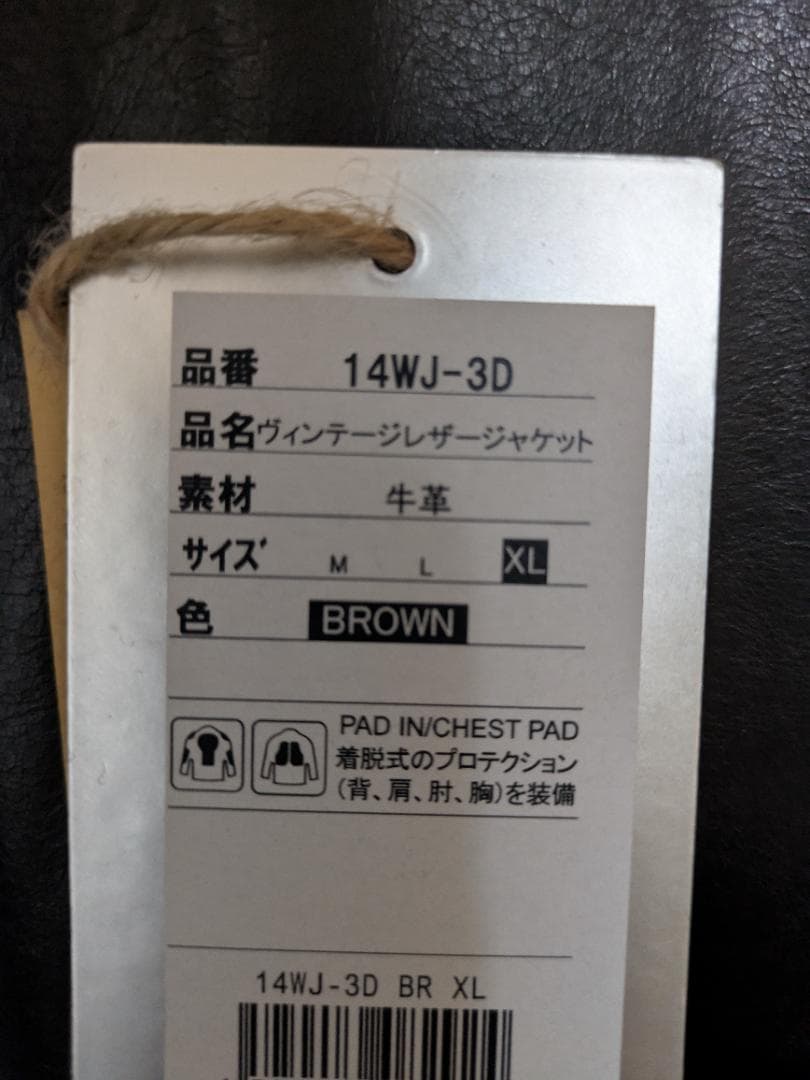 品番 14WJ-3D
品名 ヴィンテージレザージャケット
素材 牛革
サイズ M L XL
色 BROWN
PAD IN/CHEST PAD
着脱式のプロテクション
(背、肩、肘、胸)を装備
14WJ-3D BR XL